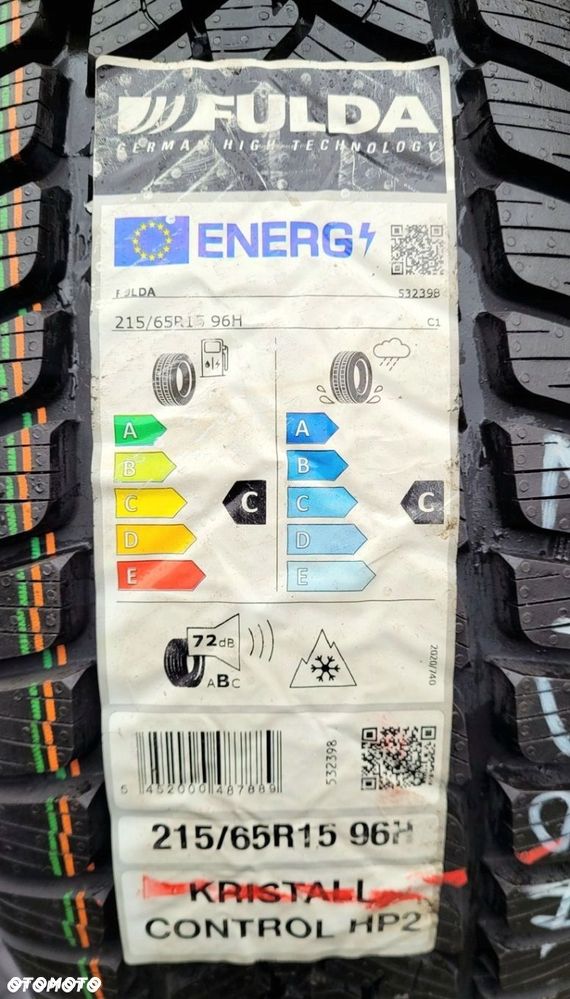 FULDA
GERMAN HIGH TECHNOLOGY
ENERG
FULDA 532398
215/65R15 96H C1
A A
B B
C C C C
D D
E E
72dB
ABC
2020/740
5 452000 487889
532398
215/65R15 96H
KRISTALL
CONTROL HP2
OTOMOTO